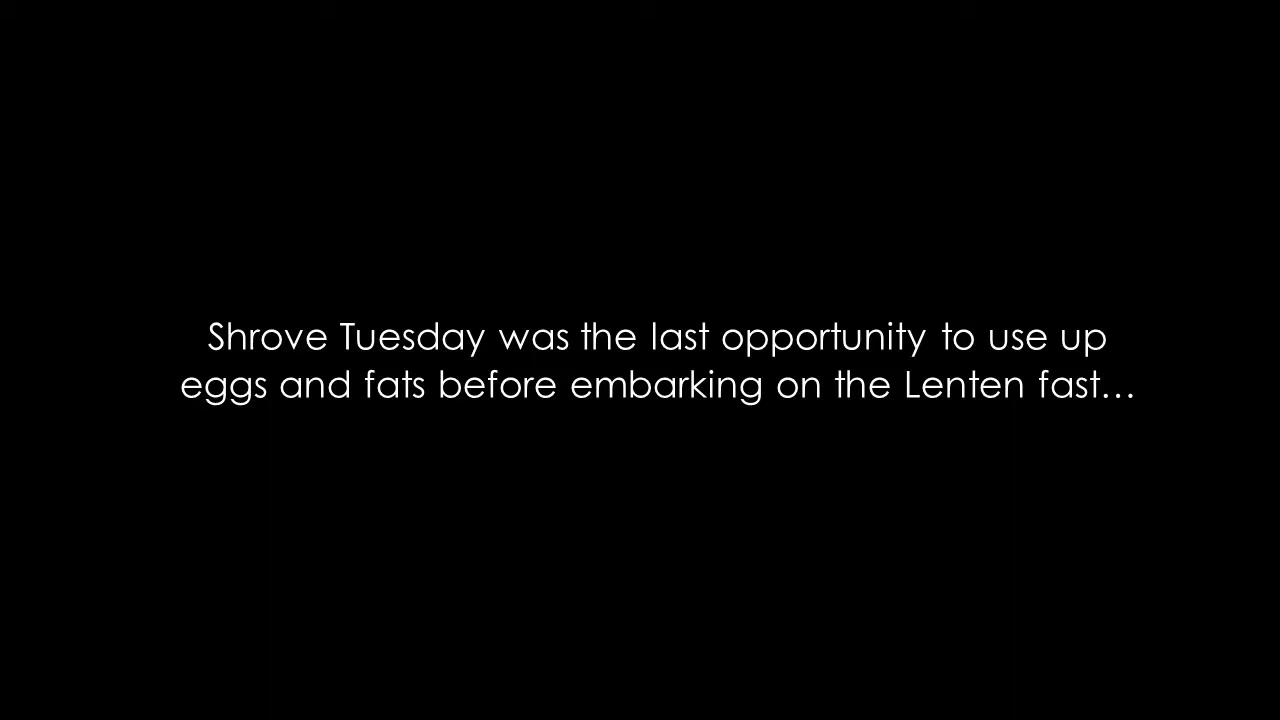 Shrove Tuesday was the last opportunity to use up
eggs and fats before embarking on the Lenten fast…